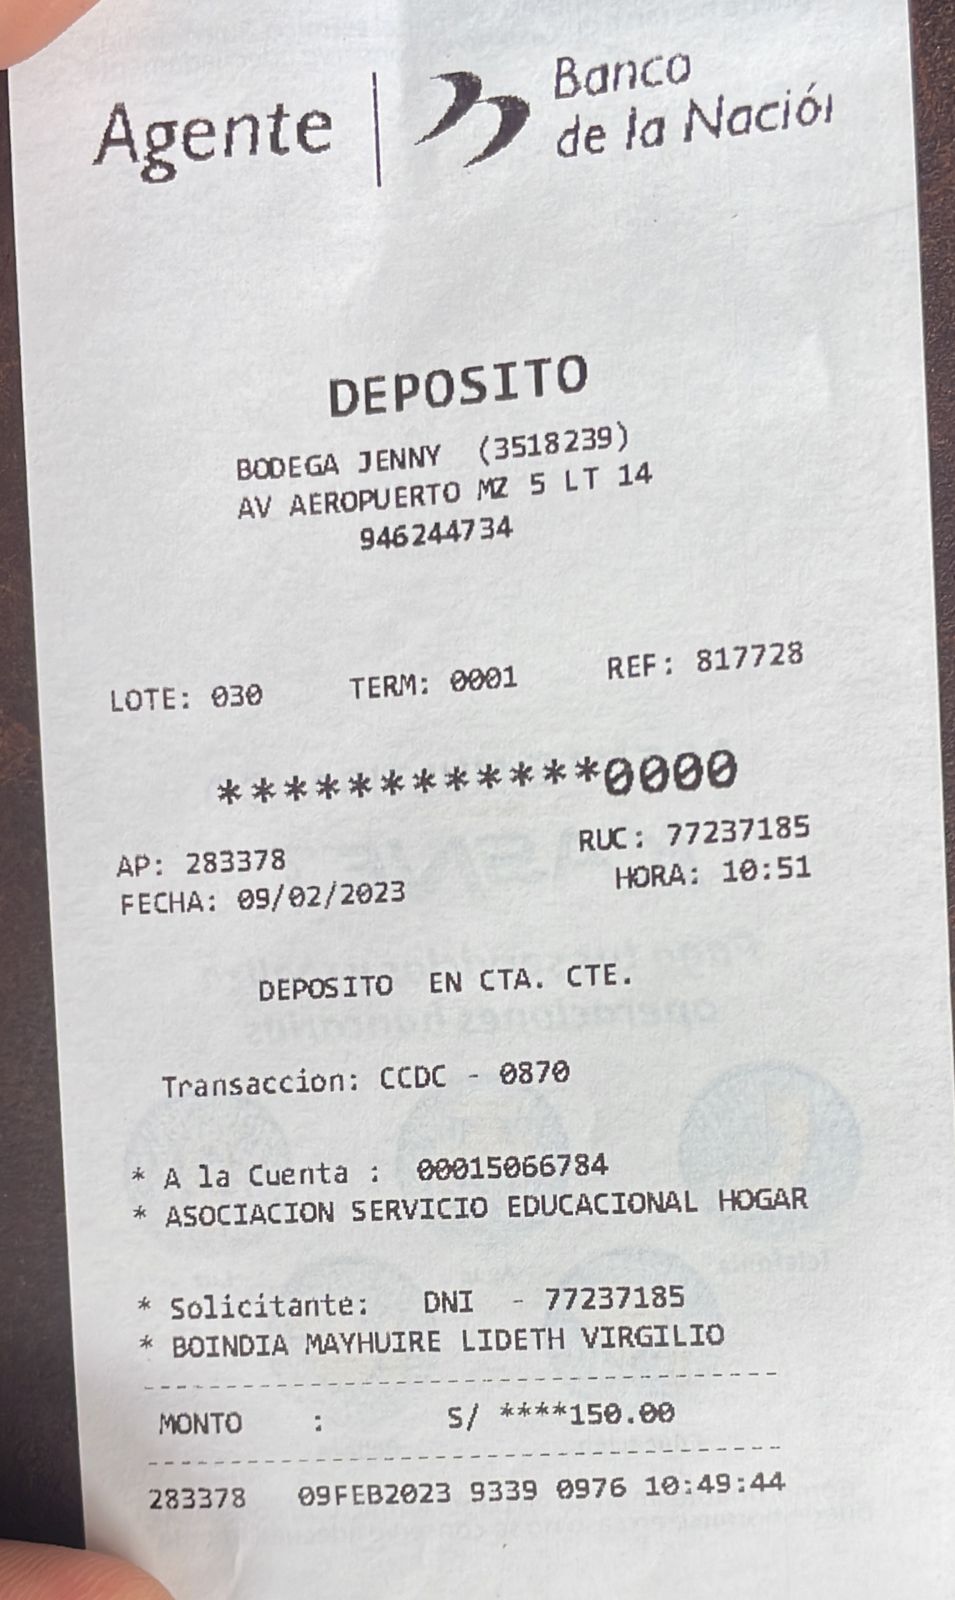 Agente
Banco
de la Nación
DEPOSITO
BODEGA JENNY (3518239)
AV AEROPUERTO MZ 5 LT 14
946244734
LOTE: 030 TERM: 0001 REF: 817728
************0000
AP: 283378 RUC: 77237185
FECHA: 09/02/2023 HORA: 10:51
DEPOSITO EN CTA. CTE.
Transaccion: CCDC - 0870
* A la Cuenta : 00015066784
* ASOCIACION SERVICIO EDUCACIONAL HOGAR
* Solicitante: DNI - 77237185
* BOINDIA MAYHUIRE LIDETH VIRGILIO
MONTO : S/ ****150.00
283378 09FEB2023 9339 0976 10:49:44